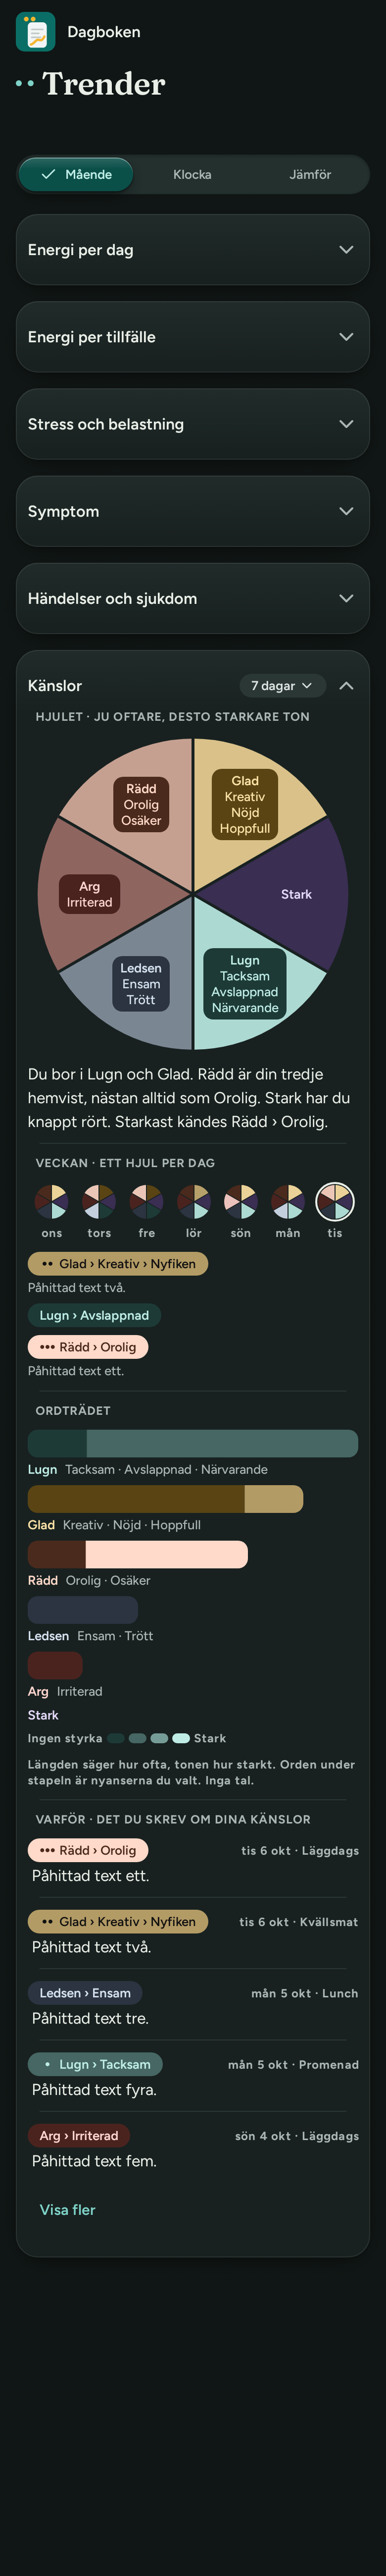 Dagboken
Trender
Mående
Klocka
Jämför
Energi per dag
Energi per tillfälle
Stress och belastning
Symptom
Händelser och sjukdom
Känslor
7 dagar
HJULET · JU OFTARE, DESTO STARKARE TON
Rädd
Orolig
Osäker
Glad
Kreativ
Nöjd
Hoppfull
Arg
Irriterad
Stark
Ledsen
Ensam
Trött
Lugn
Tacksam
Avslappnad
Närvarande
Du bor i Lugn och Glad. Rädd är din tredje
hemvist, nästan alltid som Orolig. Stark har du
knappt rört. Starkast kändes Rädd › Orolig.
VECKAN · ETT HJUL PER DAG
ons tors fre lör sön mån tis
•• Glad › Kreativ › Nyfiken
Påhittad text två.
Lugn › Avslappnad
••• Rädd › Orolig
Påhittad text ett.
ORDTRÄDET
Lugn Tacksam · Avslappnad · Närvarande
Glad Kreativ · Nöjd · Hoppfull
Rädd Orolig · Osäker
Ledsen Ensam · Trött
Arg Irriterad
Stark
Ingen styrka Stark
Längden säger hur ofta, tonen hur starkt. Orden under
stapeln är nyanserna du valt. Inga tal.
VARFÖR · DET DU SKREV OM DINA KÄNSLOR
••• Rädd › Orolig tis 6 okt · Läggdags
Påhittad text ett.
•• Glad › Kreativ › Nyfiken tis 6 okt · Kvällsmat
Påhittad text två.
Ledsen › Ensam mån 5 okt · Lunch
Påhittad text tre.
• Lugn › Tacksam mån 5 okt · Promenad
Påhittad text fyra.
Arg › Irriterad sön 4 okt · Läggdags
Påhittad text fem.
Visa fler